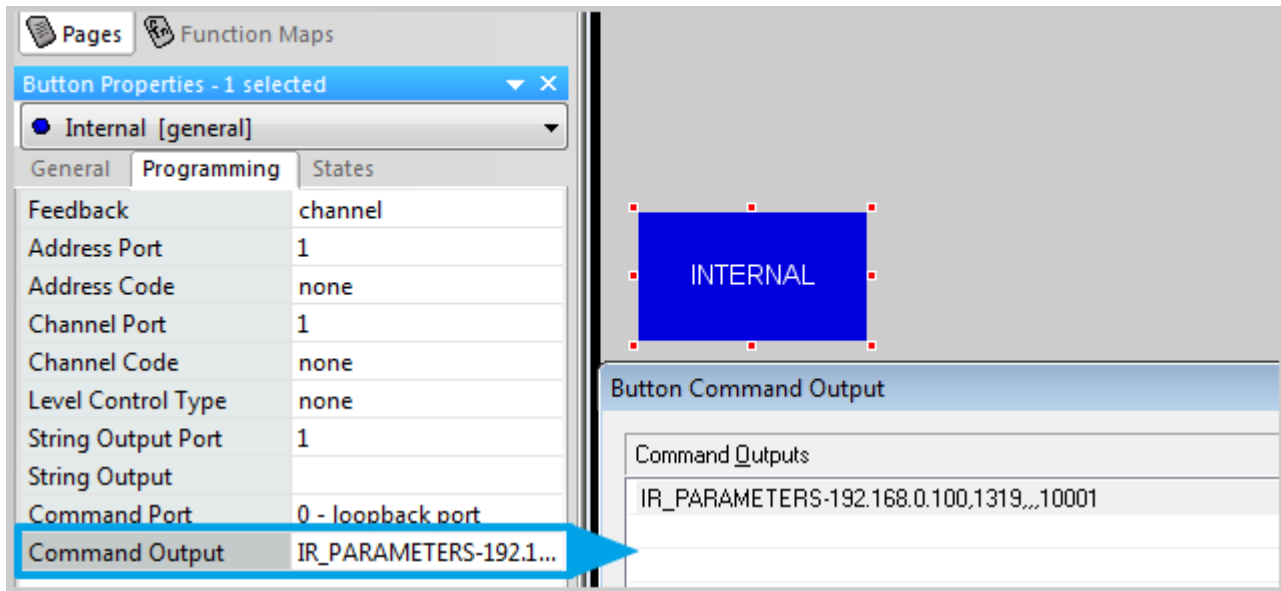 Pages Function Maps
Button Properties - 1 selected
Internal [general]
General Programming States
Feedback channel
Address Port 1
Address Code none
Channel Port 1
Channel Code none
Level Control Type none
String Output Port 1
String Output
Command Port 0 - loopback port
Command Output IR_PARAMETERS-192.1...
INTERNAL
Button Command Output
Command Outputs
IR_PARAMETERS-192.168.0.100,1319,,,10001